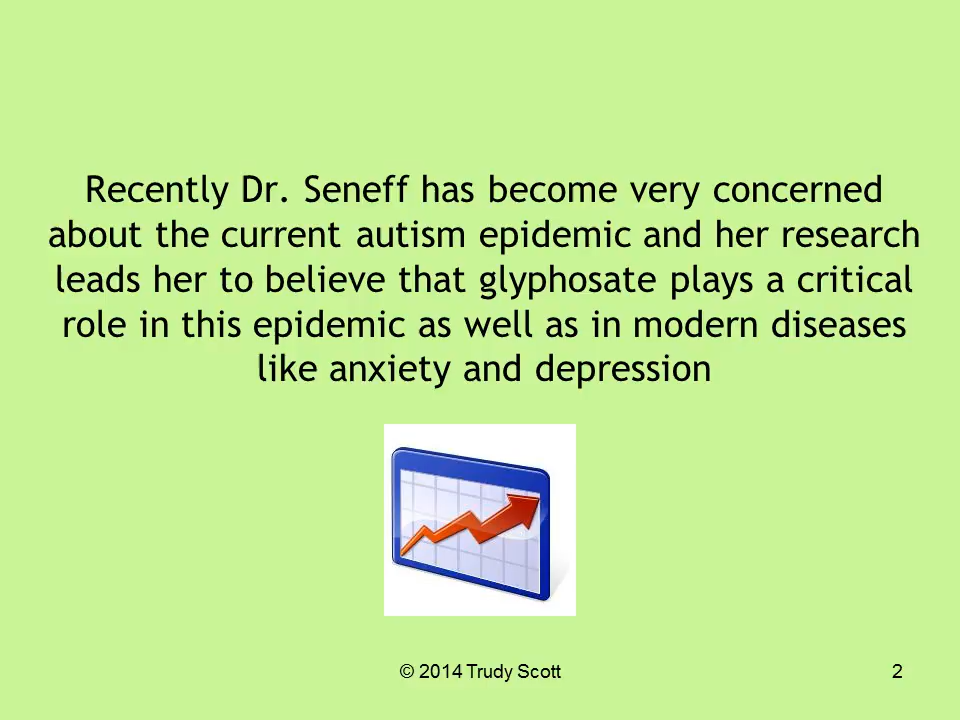 Recently Dr. Seneff has become very concerned
about the current autism epidemic and her research
leads her to believe that glyphosate plays a critical
role in this epidemic as well as in modern diseases
like anxiety and depression
© 2014 Trudy Scott
2